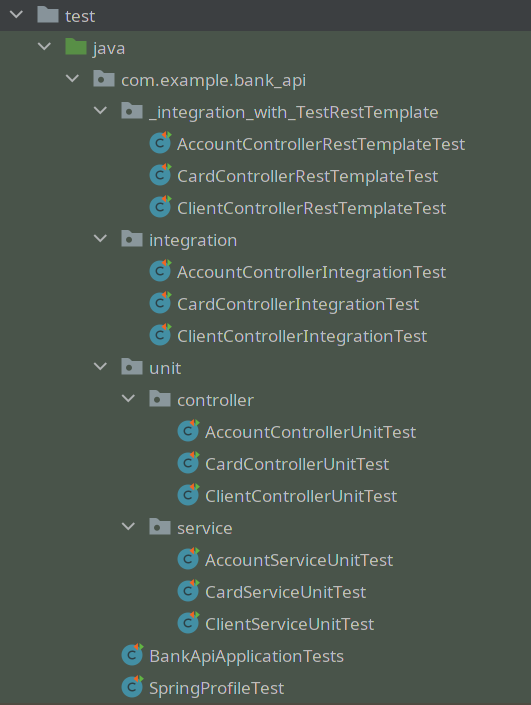 test
java
com.example.bank_api
_integration_with_TestRestTemplate
AccountControllerRestTemplateTest
CardControllerRestTemplateTest
ClientControllerRestTemplateTest
integration
AccountControllerIntegrationTest
CardControllerIntegrationTest
ClientControllerIntegrationTest
unit
controller
AccountControllerUnitTest
CardControllerUnitTest
ClientControllerUnitTest
service
AccountServiceUnitTest
CardServiceUnitTest
ClientServiceUnitTest
BankApiApplicationTests
SpringProfileTest